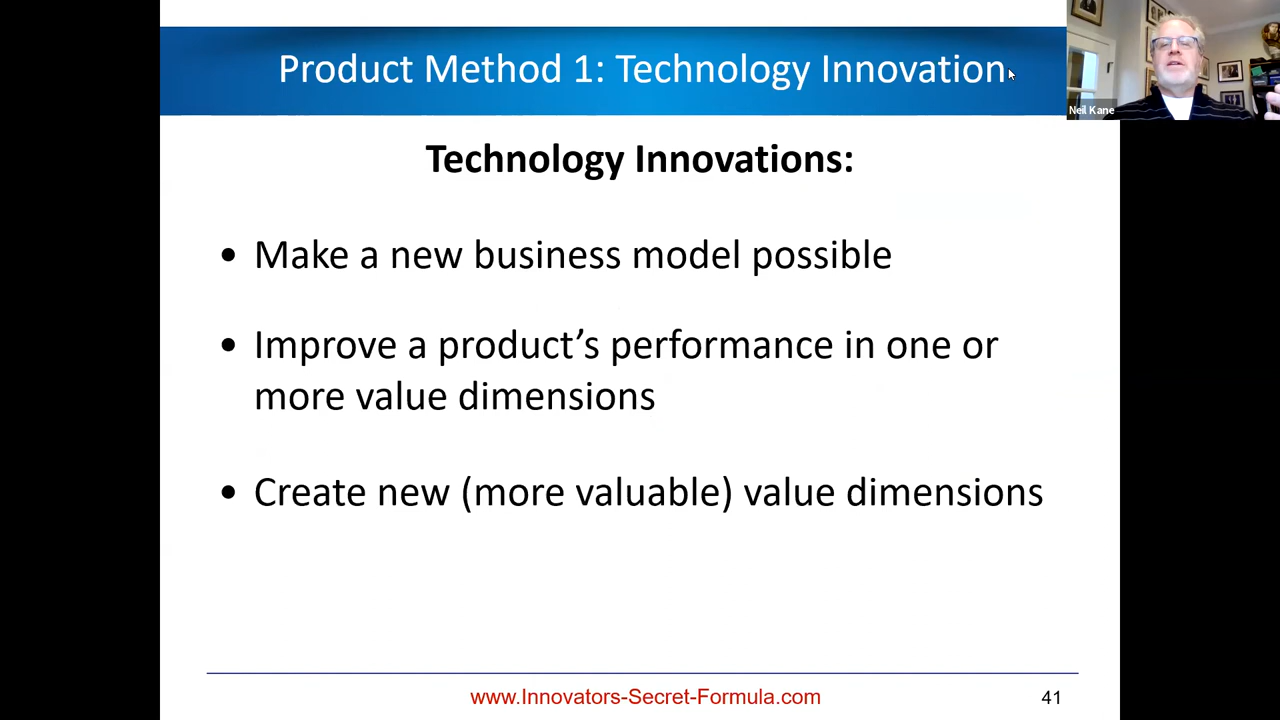 Product Method 1: Technology Innovation
Neil Kane
Technology Innovations:
• Make a new business model possible
• Improve a product’s performance in one or
more value dimensions
• Create new (more valuable) value dimensions
www.Innovators-Secret-Formula.com
41